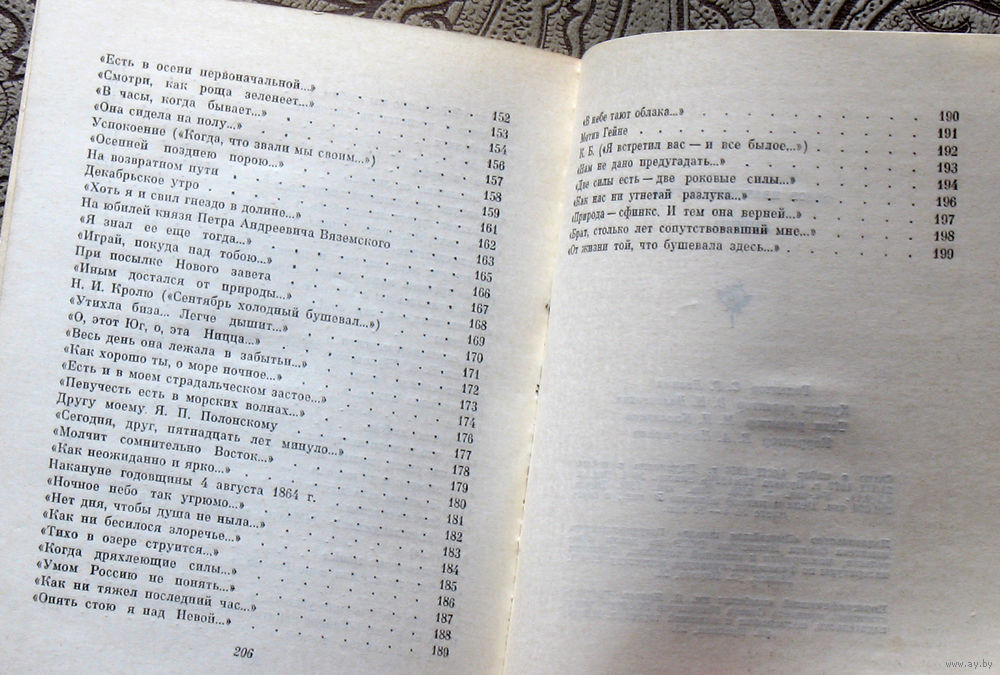 «Есть в осени первоначальной...» 152
«Смотри, как роща зеленеет...» 153
«В часы, когда бывает...» 154
«Она сидела на полу...» 156
Успокоение («Когда, что звали мы своим...») 157
«Осенней позднею порою...» 158
На возвратном пути 159
Декабрьское утро 161
«Хоть я и свил гнездо в долине...» 162
На юбилей князя Петра Андреевича Вяземского 163
«Я знал ее еще тогда...» 165
«Играй, покуда над тобою...» 166
При посылке Нового завета 167
«Иным достался от природы...» 168
Н. И. Кролю («Сентябрь холодный бушевал...») 169
«Утихла биза... Легче дышит...» 170
«О, этот Юг, о, эта Ницца...» 171
«Весь день она лежала в забытьи...» 172
«Как хорошо ты, о море ночное...» 173
«Есть и в моем страдальческом застое...» 174
«Певучесть есть в морских волнах...» 176
Другу моему Я. П. Полонскому 177
«Сегодня, друг, пятнадцать лет минуло...» 178
«Молчит сомнительно Восток...» 179
«Как неожиданно и ярко...» 180
Накануне годовщины 4 августа 1864 г. 181
«Ночное небо так угрюмо...» 182
«Нет дня, чтобы душа не ныла...» 183
«Как ни бесилося злоречье...» 184
«Тихо в озере струится...» 185
«Когда дряхлеющие силы...» 186
«Умом Россию не понять...» 187
«Как ни тяжел последний час...» 188
«Опять стою я над Невой...» 189
206
«В небе тают облака...» 190
Мотив Гейне 191
К. Б. («Я встретил вас — и все былое...») 192
«Нам не дано предугадать...» 193
«Две силы есть — две роковые силы...» 194
«Как нас ни угнетай разлука...» 196
«Природа — сфинкс. И тем она верней...» 197
«Брат, столько лет сопутствовавший мне...» 198
«От жизни той, что бушевала здесь...» 199
www.ay.by